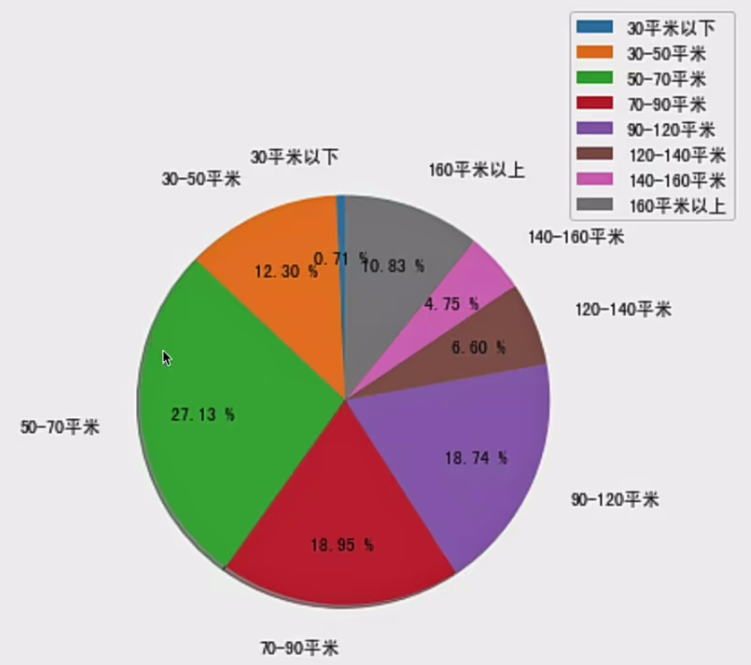 30平米以下
30-50平米
50-70平米
70-90平米
90-120平米
120-140平米
140-160平米
160平米以上
30平米以下
160平米以上
30-50平米
140-160平米
0.71 %
10.83 %
12.30 %
4.75 %
120-140平米
6.60 %
27.13 %
50-70平米
18.74 %
90-120平米
18.95 %
70-90平米